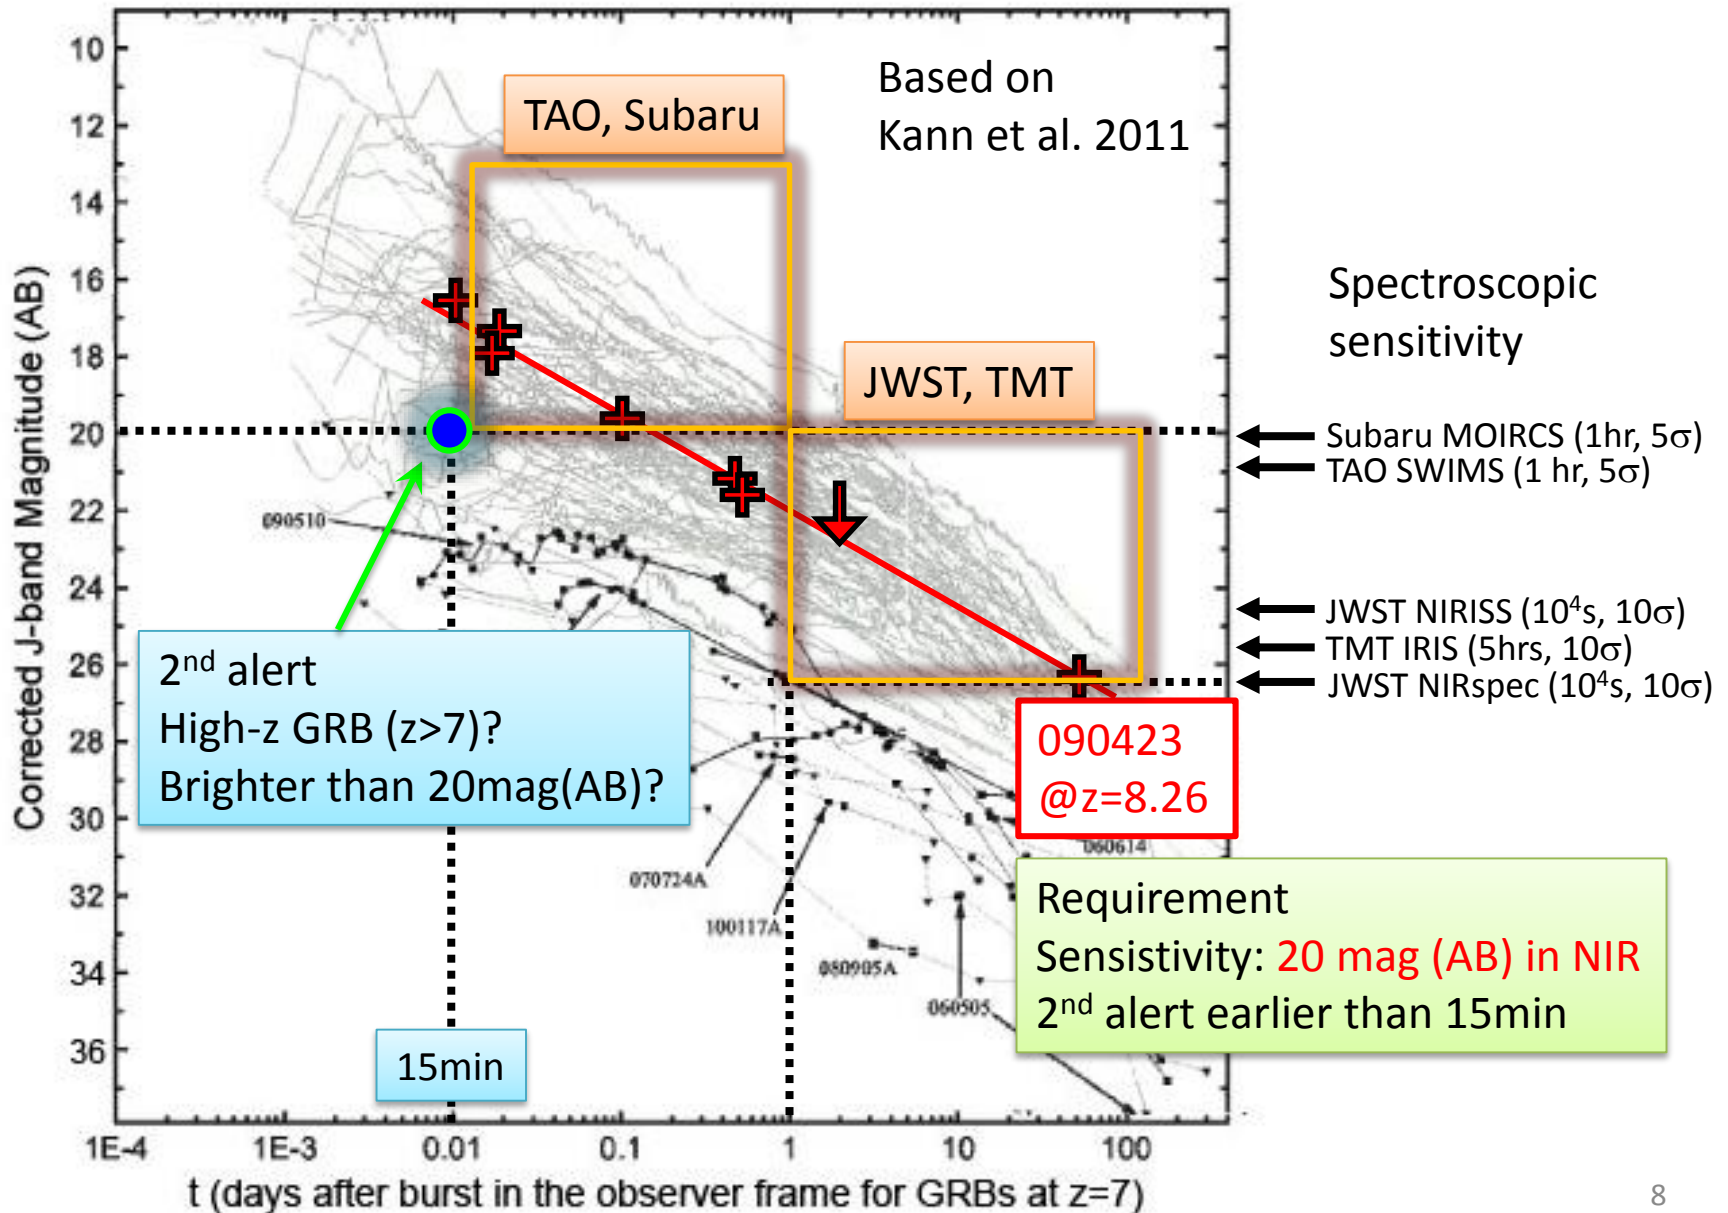 Based on
Kann et al. 2011
TAO, Subaru
JWST, TMT
Corrected J-band Magnitude (AB)
10
12
14
16
18
20
22
24
26
28
30
32
34
36
Spectroscopic
sensitivity
Subaru MOIRCS (1hr, 5σ)
TAO SWIMS (1 hr, 5σ)
JWST NIRISS (10⁴s, 10σ)
TMT IRIS (5hrs, 10σ)
JWST NIRspec (10⁴s, 10σ)
090510
2nd alert
High-z GRB (z>7)?
Brighter than 20mag(AB)?
090423
@z=8.26
060614
070724A
100117A
080905A
060505
Requirement
Sensistivity: 20 mag (AB) in NIR
2nd alert earlier than 15min
15min
1E-4
1E-3
0.01
0.1
1
10
100
t (days after burst in the observer frame for GRBs at z=7)
8